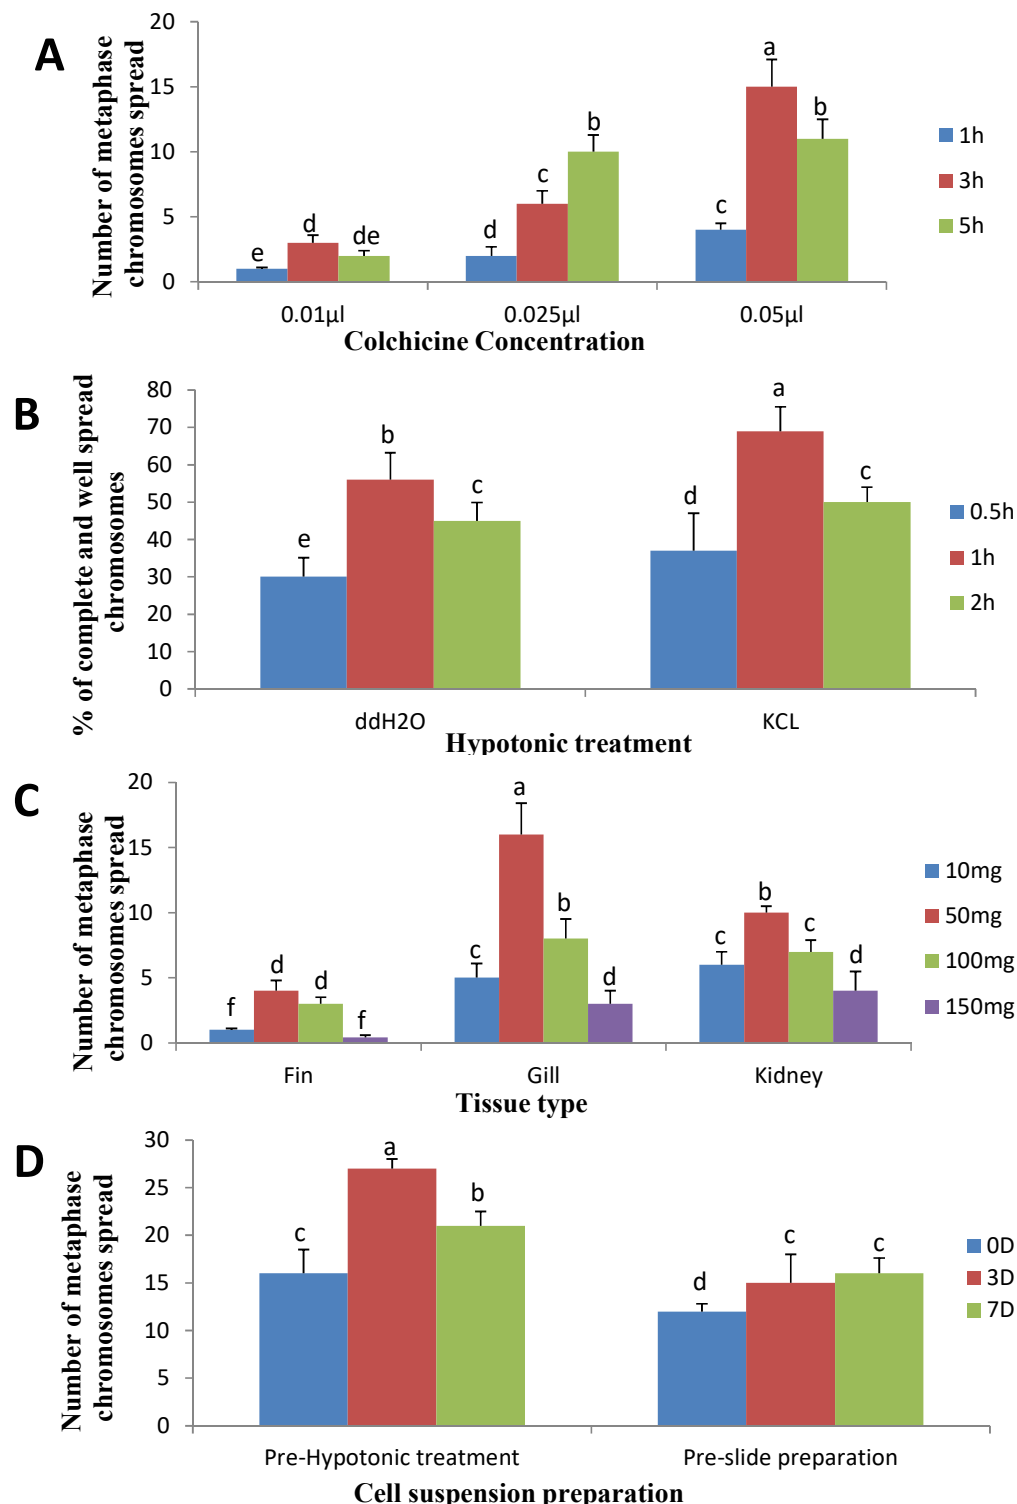 A
Number of metaphase
chromosomes spread
20
15
10
5
0
e
d
de
d
c
b
c
a
b
0.01µl
0.025µl
0.05µl
Colchicine Concentration
1h
3h
5h
B
% of complete and well spread
chromosomes
80
70
60
50
40
30
20
10
0
e
b
c
d
a
c
ddH2O
KCL
Hypotonic treatment
0.5h
1h
2h
C
Number of metaphase
chromosomes spread
20
15
10
5
0
f
d
d
f
c
a
b
d
c
b
c
d
Fin
Gill
Kidney
Tissue type
10mg
50mg
100mg
150mg
D
Number of metaphase
chromosomes spread
30
25
20
15
10
5
0
c
a
b
d
c
c
Pre-Hypotonic treatment
Pre-slide preparation
Cell suspension preparation
0D
3D
7D